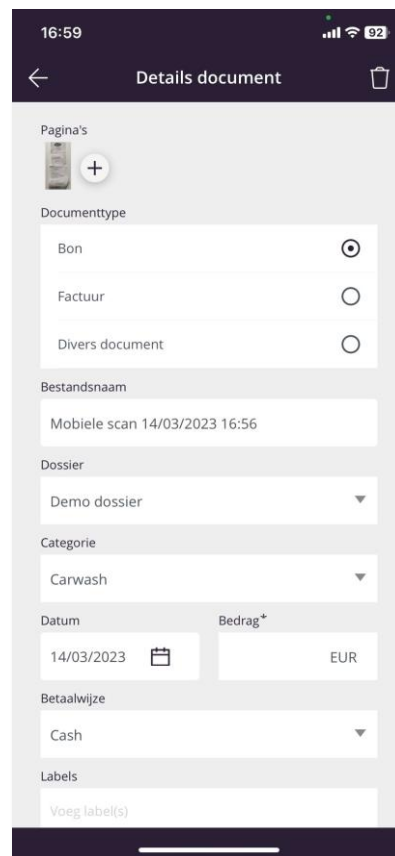 16:59
92
Details document
Pagina's
+
Documenttype
Bon
Factuur
Divers document
Bestandsnaam
Mobiele scan 14/03/2023 16:56
Dossier
Demo dossier
Categorie
Carwash
Datum Bedrag*
14/03/2023 EUR
Betaalwijze
Cash
Labels
Voeg label(s)